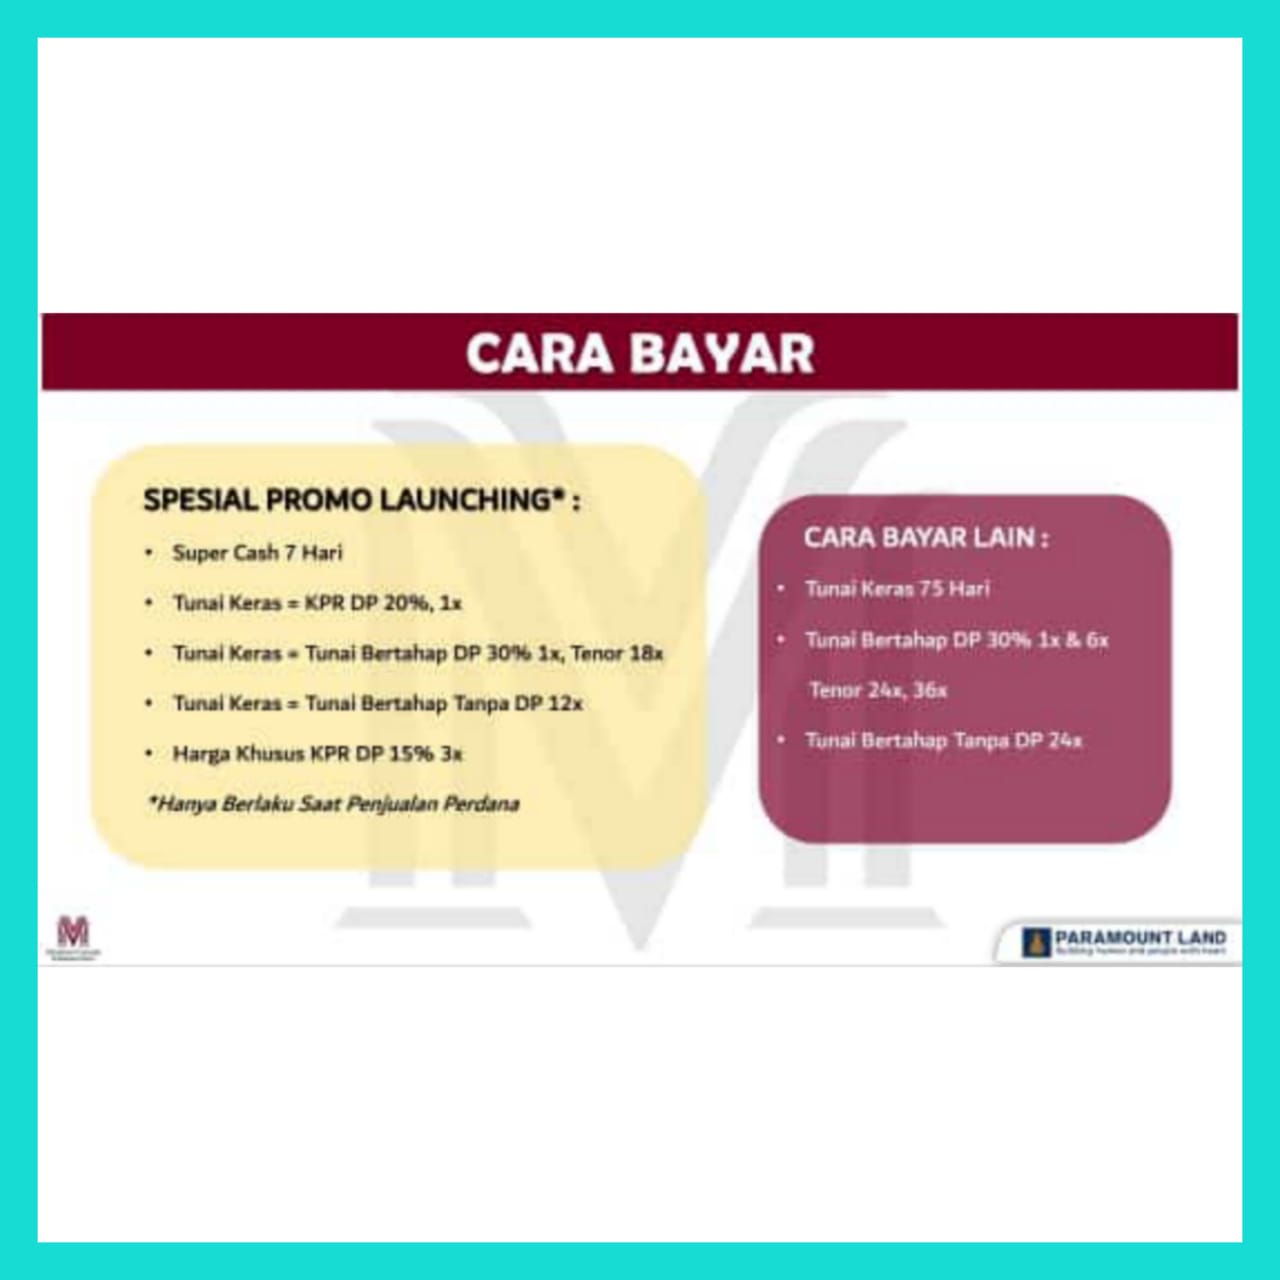 CARA BAYAR
SPESIAL PROMO LAUNCHING* :
• Super Cash 7 Hari
• Tunai Keras = KPR DP 20%, 1x
• Tunai Keras = Tunai Bertahap DP 30% 1x, Tenor 18x
• Tunai Keras = Tunai Bertahap Tanpa DP 12x
• Harga Khusus KPR DP 15% 3x
*Hanya Berlaku Saat Penjualan Perdana
CARA BAYAR LAIN :
• Tunai Keras 75 Hari
• Tunai Bertahap DP 30% 1x & 6x
Tenor 24x, 36x
• Tunai Bertahap Tanpa DP 24x
PARAMOUNT LAND